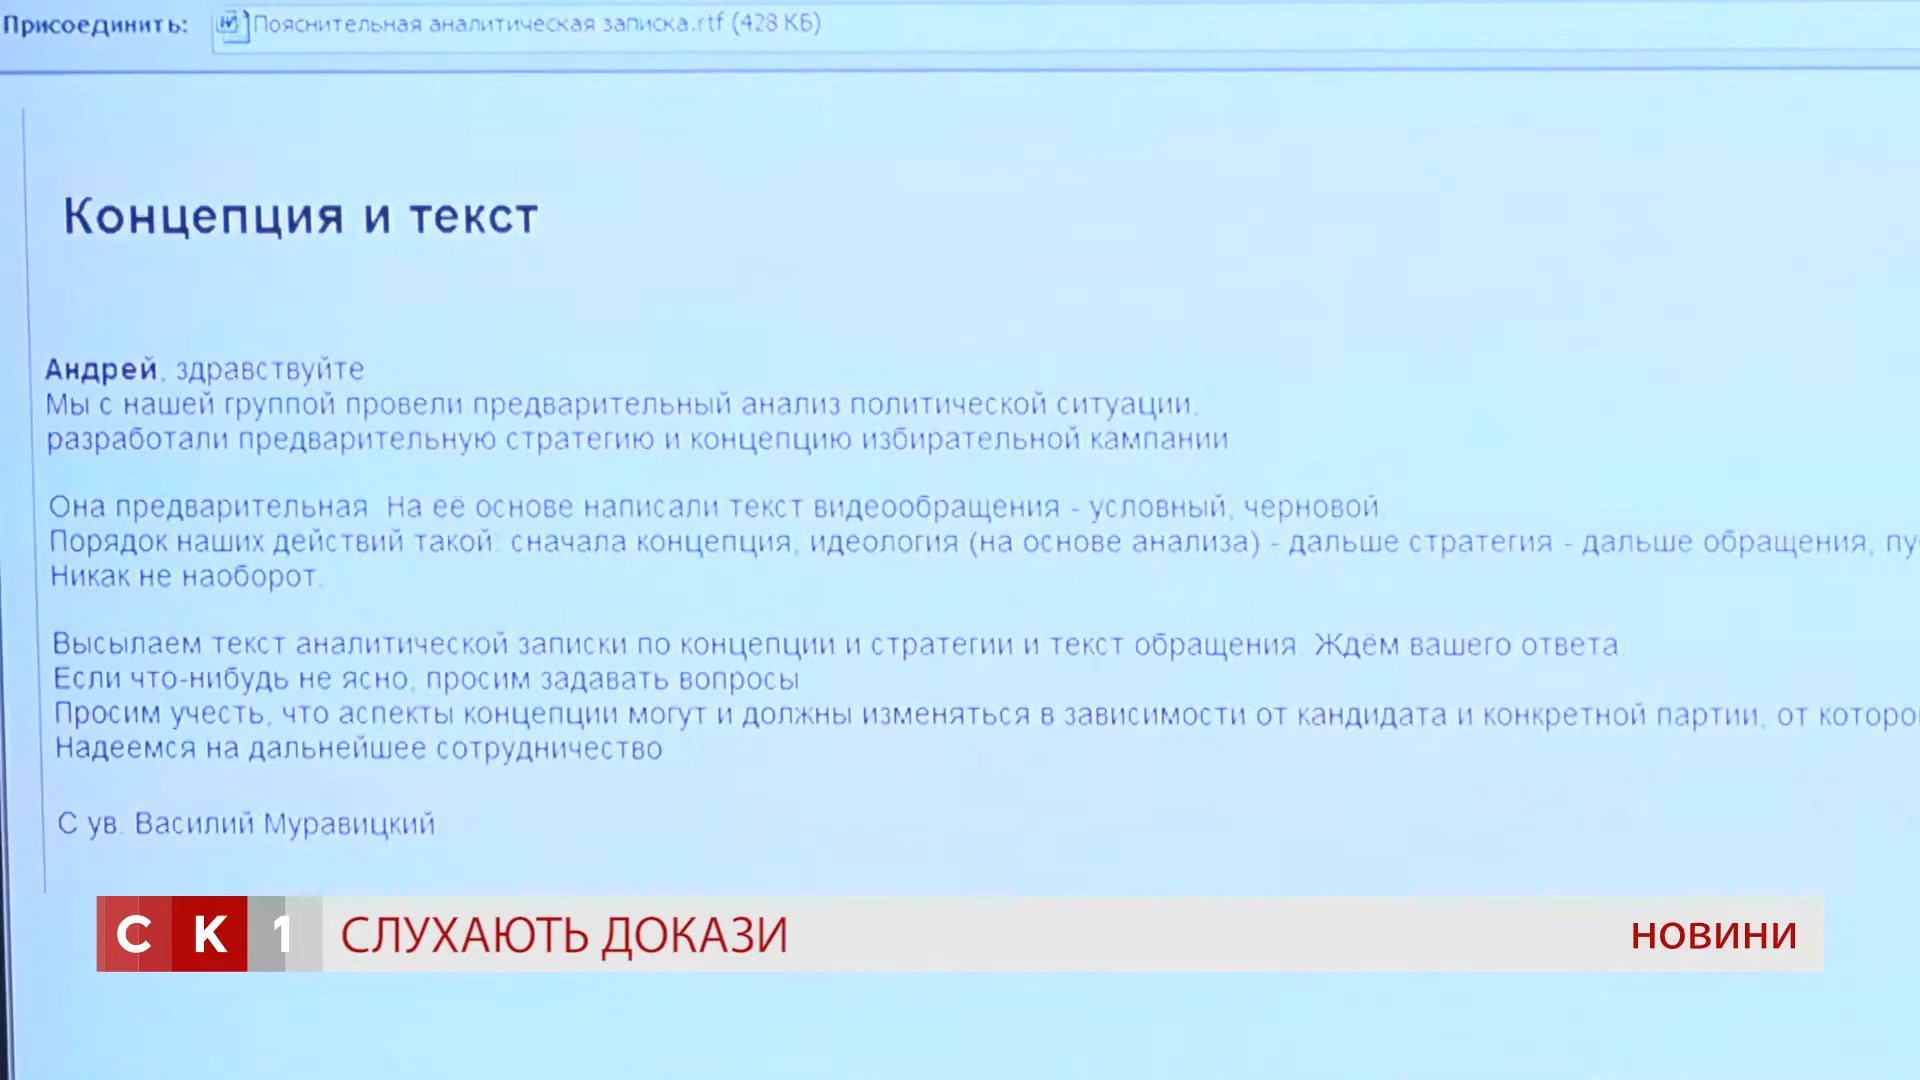 Присоединить: Пояснительная аналитическая записка.rtf (428 КБ)
Концепция и текст
Андрей, здравствуйте
Мы с нашей группой провели предварительный анализ политической ситуации,
разработали предварительную стратегию и концепцию избирательной кампании.
Она предварительная. На её основе написали текст видеообращения - условный, черновой.
Порядок наших действий такой: сначала концепция, идеология (на основе анализа) - дальше стратегия - дальше обращения,
Никак не наоборот.
Высылаем текст аналитической записки по концепции и стратегии и текст обращения. Ждём вашего ответа.
Если что-нибудь не ясно, просим задавать вопросы
Просим учесть, что аспекты концепции могут и должны изменяться в зависимости от кандидата и конкретной партии, от
Надеемся на дальнейшее сотрудничество
С ув. Василий Муравицкий
СК1 СЛУХАЮТЬ ДОКАЗИ НОВИНИ